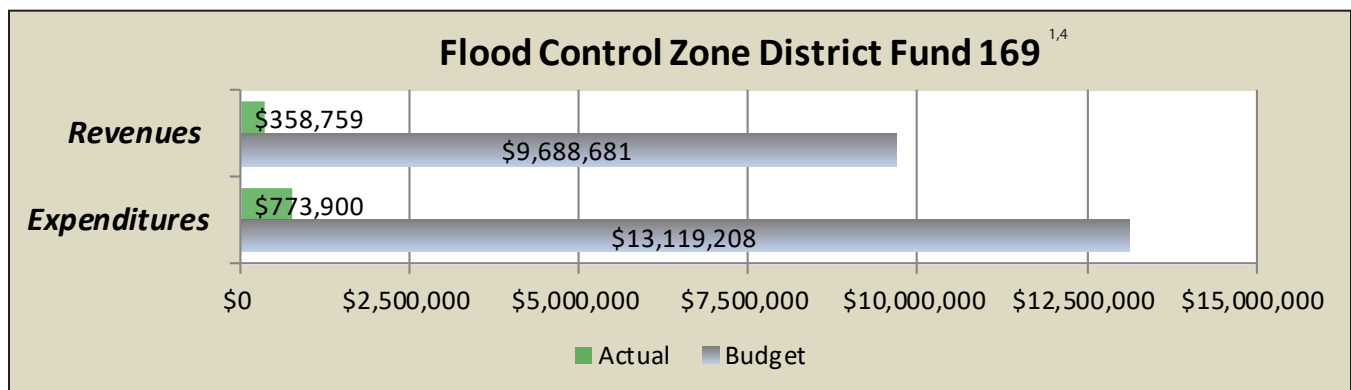 Flood Control Zone District Fund 169 1,4
Revenues
$358,759
$9,688,681
Expenditures
$773,900
$13,119,208
$0 $2,500,000 $5,000,000 $7,500,000 $10,000,000 $12,500,000 $15,000,000
Actual Budget